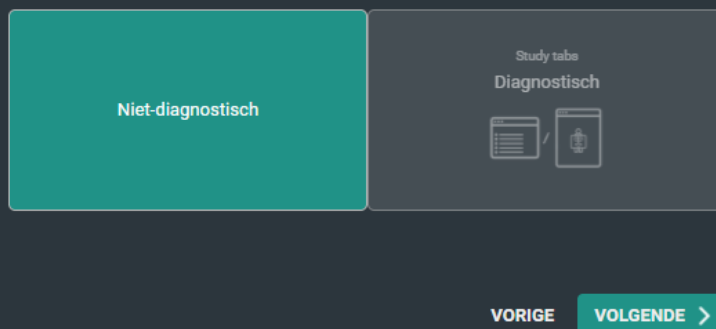 Niet-diagnostisch
Study tabs
Diagnostisch
/
VORIGE
VOLGENDE